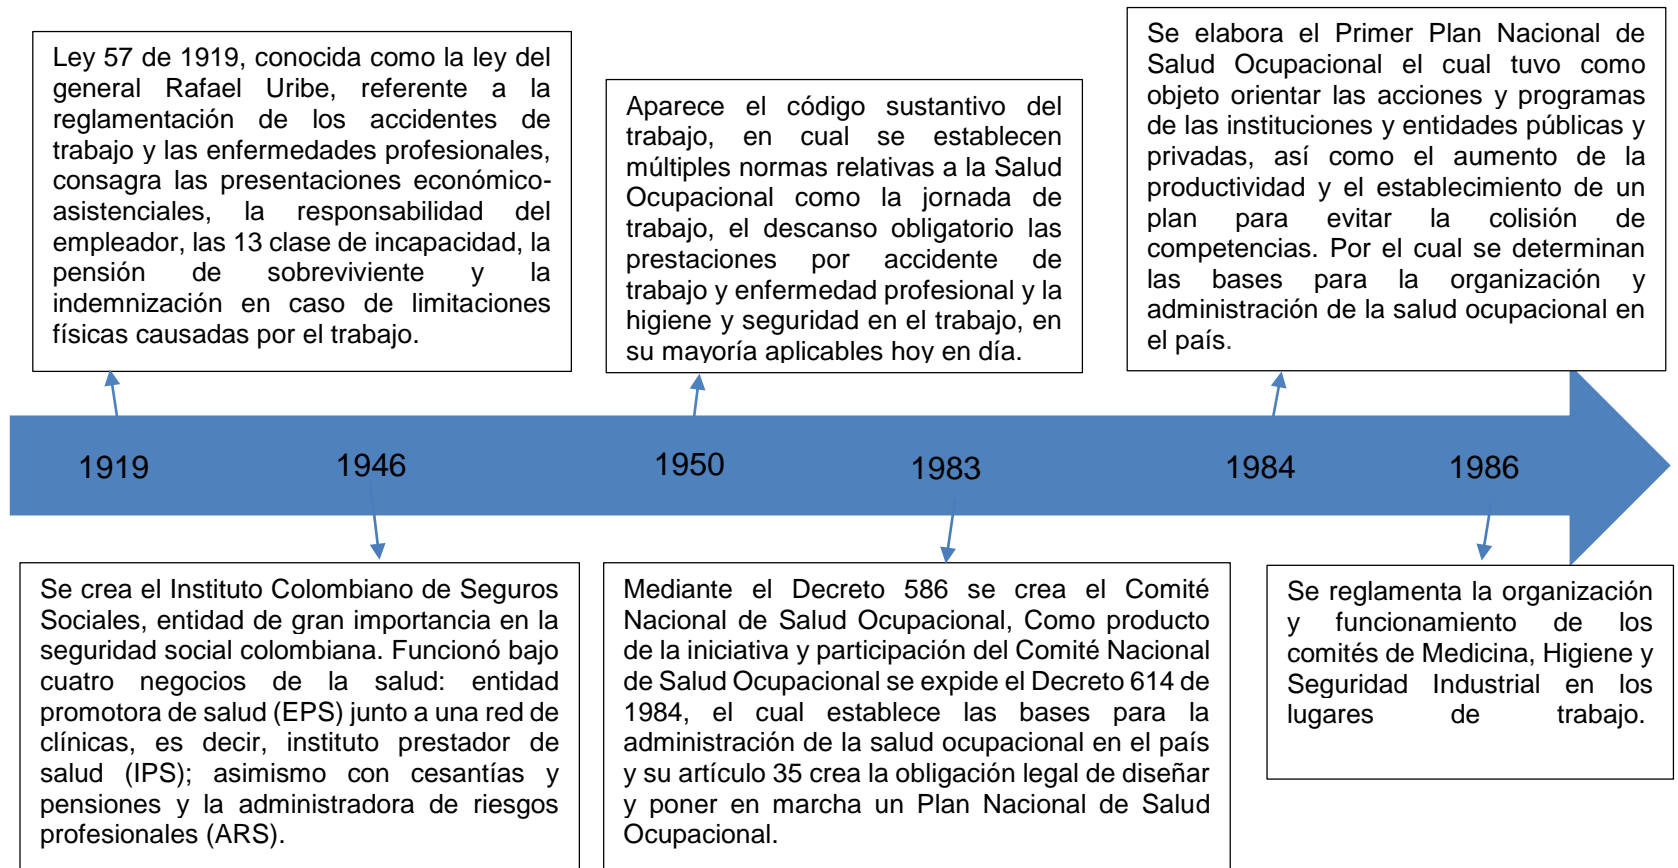 Ley 57 de 1919, conocida como la ley del
general Rafael Uribe, referente a la
reglamentación de los accidentes de
trabajo y las enfermedades profesionales,
consagra las presentaciones económico-
asistenciales, la responsabilidad del
empleador, las 13 clase de incapacidad, la
pensión de sobreviviente y la
indemnización en caso de limitaciones
físicas causadas por el trabajo.
Aparece el código sustantivo del
trabajo, en cual se establecen
múltiples normas relativas a la Salud
Ocupacional como la jornada de
trabajo, el descanso obligatorio las
prestaciones por accidente de
trabajo y enfermedad profesional y la
higiene y seguridad en el trabajo, en
su mayoría aplicables hoy en día.
Se elabora el Primer Plan Nacional de
Salud Ocupacional el cual tuvo como
objeto orientar las acciones y programas
de las instituciones y entidades públicas y
privadas, así como el aumento de la
productividad y el establecimiento de un
plan para evitar la colisión de
competencias. Por el cual se determinan
las bases para la organización y
administración de la salud ocupacional en
el país.
1919
1946
1950
1983
1984
1986
Se crea el Instituto Colombiano de Seguros
Sociales, entidad de gran importancia en la
seguridad social colombiana. Funcionó bajo
cuatro negocios de la salud: entidad
promotora de salud (EPS) junto a una red de
clínicas, es decir, instituto prestador de
salud (IPS); asimismo con cesantías y
pensiones y la administradora de riesgos
profesionales (ARS).
Mediante el Decreto 586 se crea el Comité
Nacional de Salud Ocupacional, Como producto
de la iniciativa y participación del Comité Nacional
de Salud Ocupacional se expide el Decreto 614 de
1984, el cual establece las bases para la
administración de la salud ocupacional en el país
y su artículo 35 crea la obligación legal de diseñar
y poner en marcha un Plan Nacional de Salud
Ocupacional.
Se reglamenta la organización
y funcionamiento de los
comités de Medicina, Higiene y
Seguridad Industrial en los
lugares de trabajo.